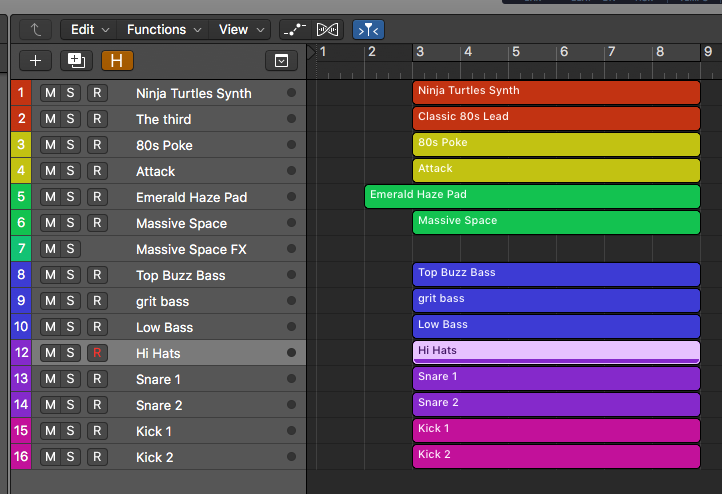 Edit Functions View
H 1 2 3 4 5 6 7 8 9
1 M S R Ninja Turtles Synth Ninja Turtles Synth
2 M S R The third Classic 80s Lead
3 M S R 80s Poke 80s Poke
4 M S R Attack Attack
5 M S R Emerald Haze Pad Emerald Haze Pad
6 M S R Massive Space Massive Space
7 M S Massive Space FX
8 M S R Top Buzz Bass Top Buzz Bass
9 M S R grit bass grit bass
10 M S R Low Bass Low Bass
12 M S R Hi Hats Hi Hats
13 M S R Snare 1 Snare 1
14 M S R Snare 2 Snare 2
15 M S R Kick 1 Kick 1
16 M S R Kick 2 Kick 2